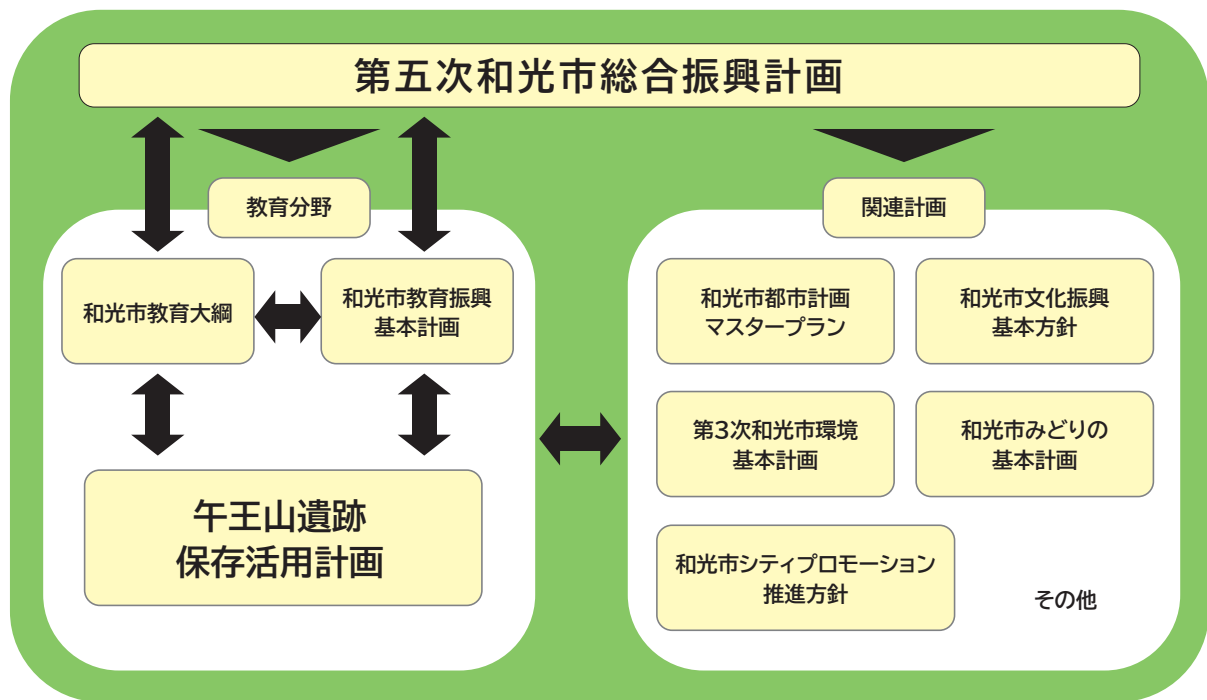 第五次和光市総合振興計画
教育分野
和光市教育大綱
和光市教育振興
基本計画
午王山遺跡
保存活用計画
関連計画
和光市都市計画
マスタープラン
和光市文化振興
基本方針
第3次和光市環境
基本計画
和光市みどりの
基本計画
和光市シティプロモーション
推進方針
その他